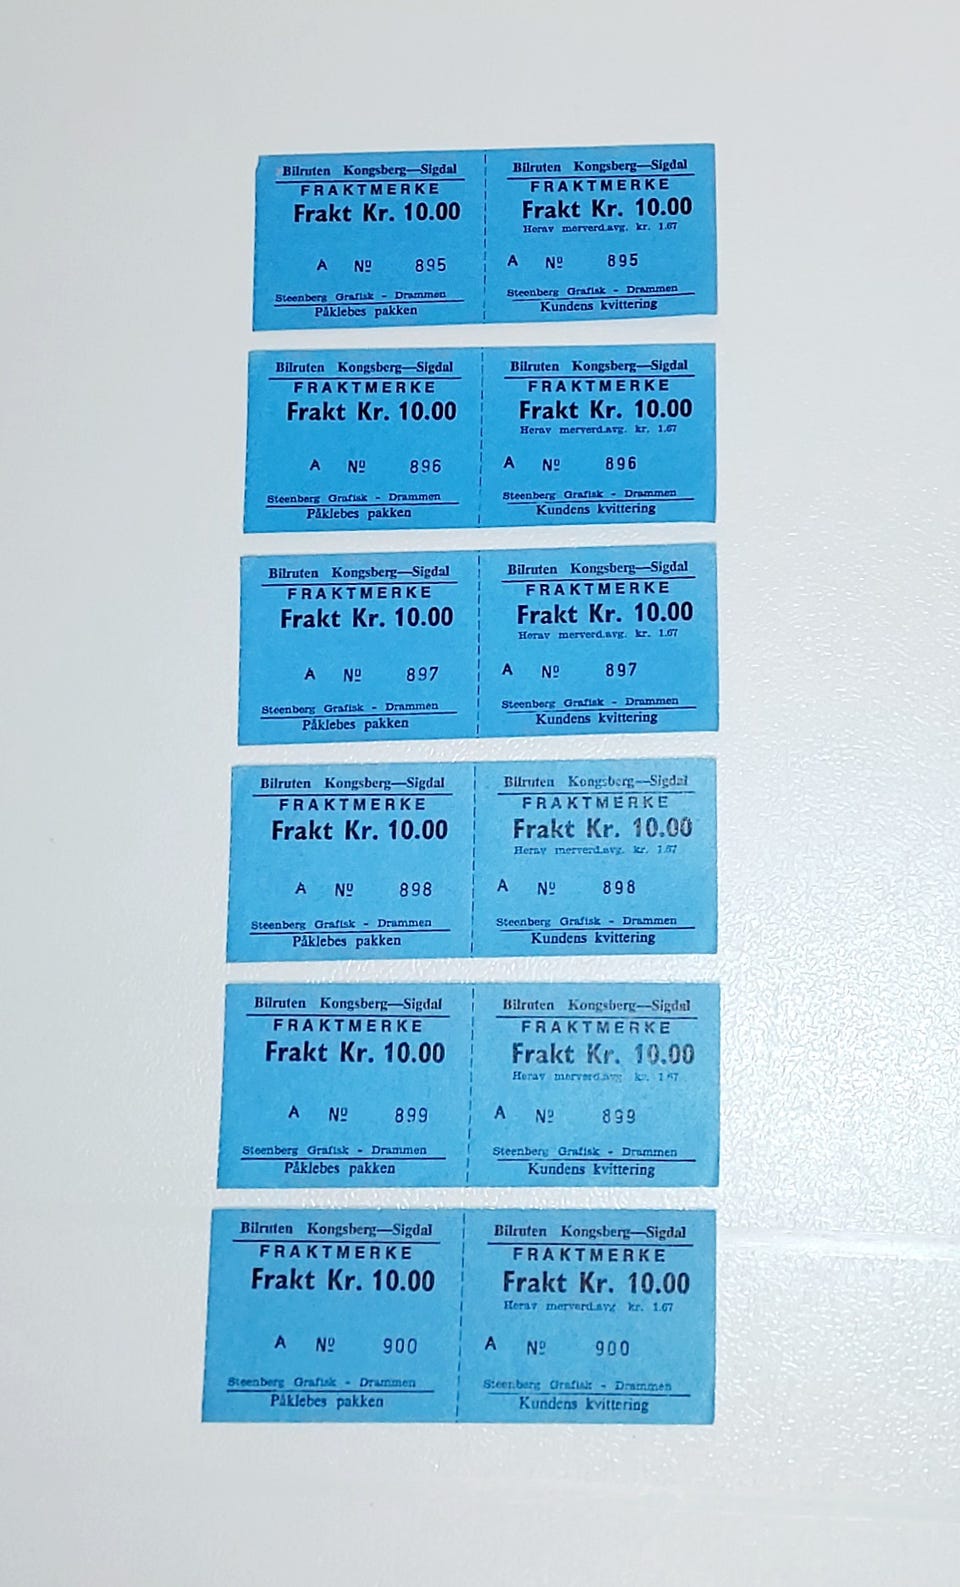 Bilruten Kongsberg—Sigdal
FRAKTMERKE
Frakt Kr. 10.00
A Nº 895
Steenberg Grafisk - Drammen
Påklebes pakken
Bilruten Kongsberg—Sigdal
FRAKTMERKE
Frakt Kr. 10.00
Herav merverd.avg. kr. 1.67
A Nº 895
Steenberg Grafisk - Drammen
Kundens kvittering
Bilruten Kongsberg—Sigdal
FRAKTMERKE
Frakt Kr. 10.00
A Nº 896
Steenberg Grafisk - Drammen
Påklebes pakken
Bilruten Kongsberg—Sigdal
FRAKTMERKE
Frakt Kr. 10.00
Herav merverd.avg. kr. 1.67
A Nº 896
Steenberg Grafisk - Drammen
Kundens kvittering
Bilruten Kongsberg—Sigdal
FRAKTMERKE
Frakt Kr. 10.00
A Nº 897
Steenberg Grafisk - Drammen
Påklebes pakken
Bilruten Kongsberg—Sigdal
FRAKTMERKE
Frakt Kr. 10.00
Herav merverd.avg. kr. 1.67
A Nº 897
Steenberg Grafisk - Drammen
Kundens kvittering
Bilruten Kongsberg—Sigdal
FRAKTMERKE
Frakt Kr. 10.00
A Nº 898
Steenberg Grafisk - Drammen
Påklebes pakken
Bilruten Kongsberg—Sigdal
FRAKTMERKE
Frakt Kr. 10.00
Herav merverd.avg. kr. 1.67
A Nº 898
Steenberg Grafisk - Drammen
Kundens kvittering
Bilruten Kongsberg—Sigdal
FRAKTMERKE
Frakt Kr. 10.00
A Nº 899
Steenberg Grafisk - Drammen
Påklebes pakken
Bilruten Kongsberg—Sigdal
FRAKTMERKE
Frakt Kr. 10.00
Herav merverd.avg kr. 1.67
A Nº 899
Steenberg Grafisk - Drammen
Kundens kvittering
Bilruten Kongsberg—Sigdal
FRAKTMERKE
Frakt Kr. 10.00
A Nº 900
Steenberg Grafisk - Drammen
Påklebes pakken
Bilruten Kongsberg—Sigdal
FRAKTMERKE
Frakt Kr. 10.00
Herav merverd.avg kr. 1.67
A Nº 900
Steenberg Grafisk - Drammen
Kundens kvittering